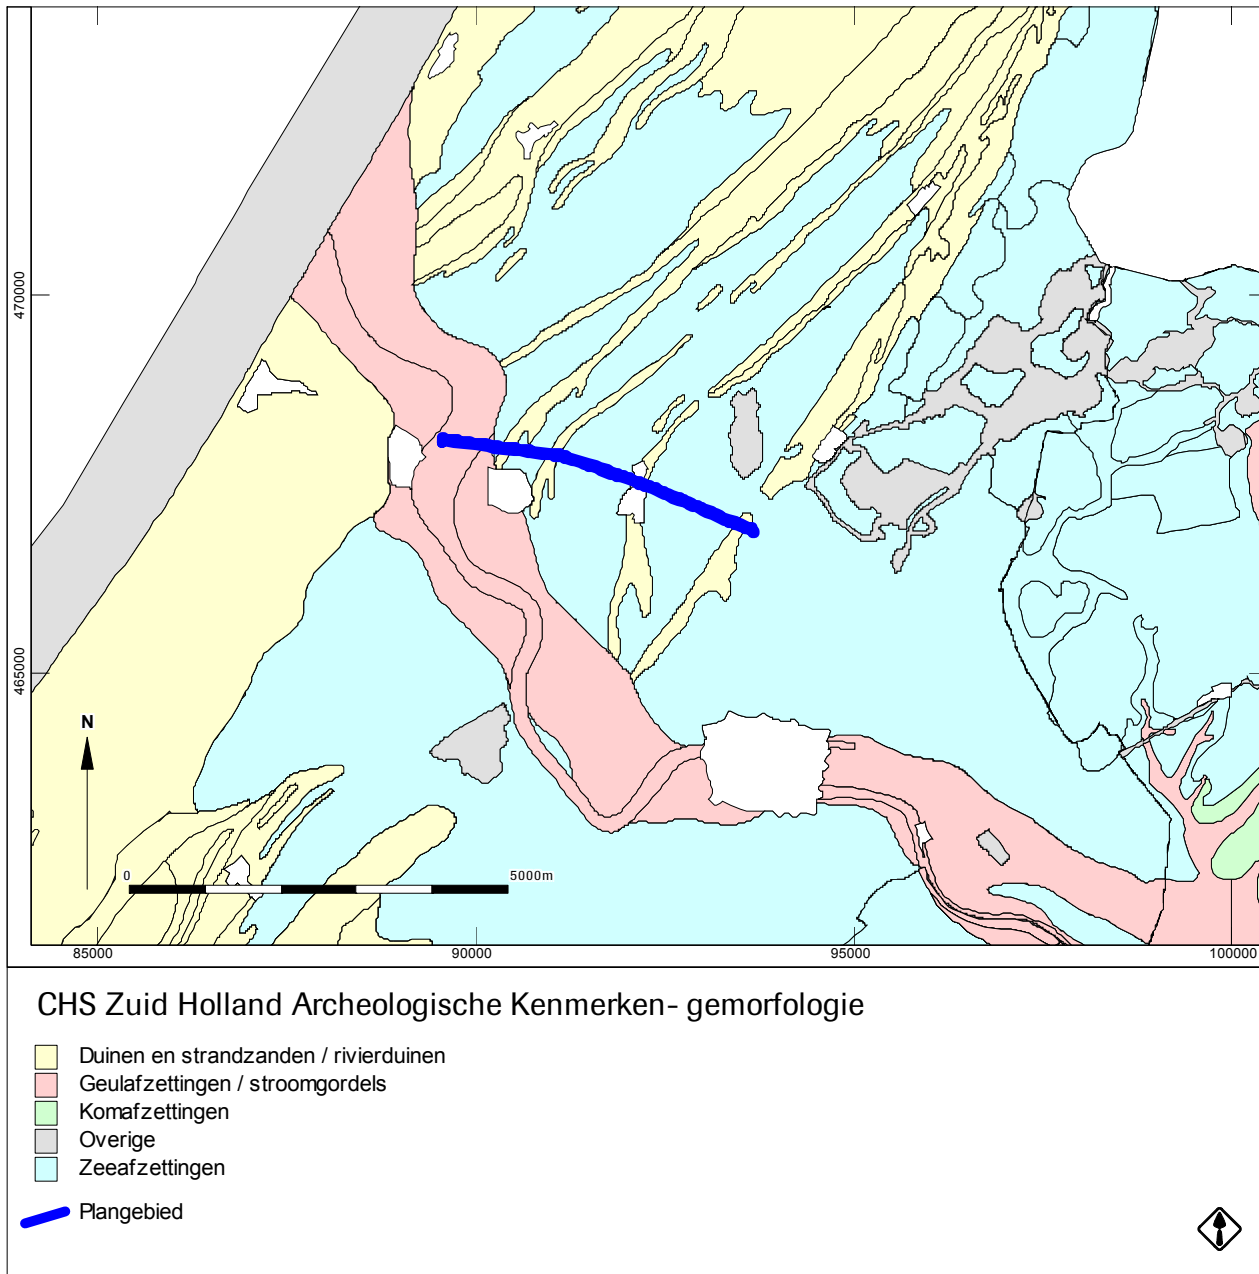 470000
465000
N
0 5000m
85000 90000 95000 100000
CHS Zuid Holland Archeologische Kenmerken- gemorfologie
Duinen en strandzanden / rivierduinen
Geulafzettingen / stroomgordels
Komafzettingen
Overige
Zeeafzettingen
Plangebied